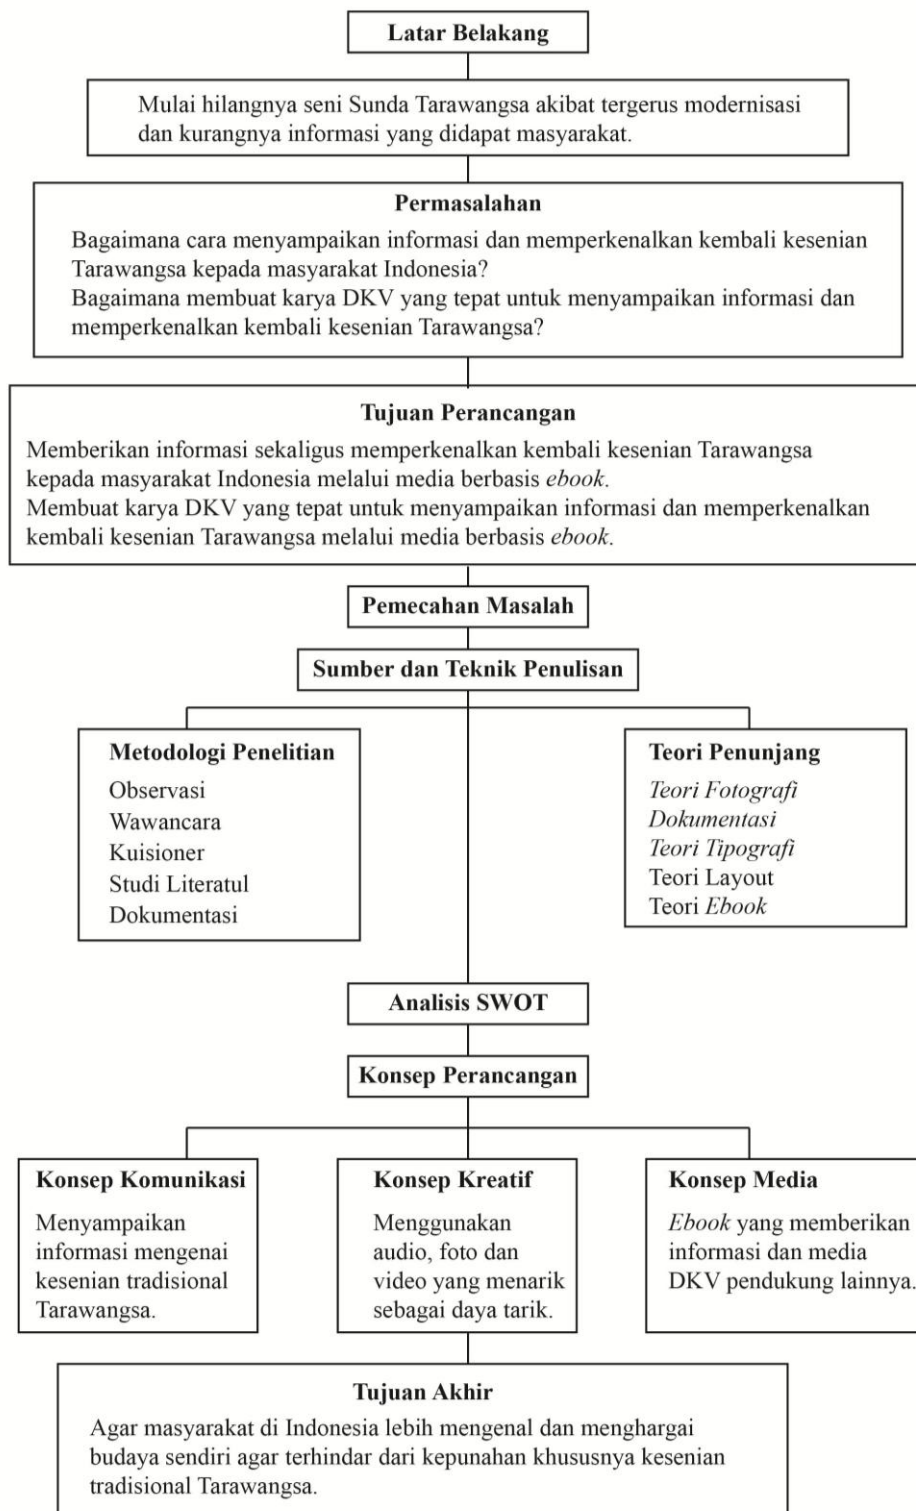 Latar Belakang
Mulai hilangnya seni Sunda Tarawangsa akibat tergerus modernisasi
dan kurangnya informasi yang didapat masyarakat.
Permasalahan
Bagaimana cara menyampaikan informasi dan memperkenalkan kembali kesenian
Tarawangsa kepada masyarakat Indonesia?
Bagaimana membuat karya DKV yang tepat untuk menyampaikan informasi dan
memperkenalkan kembali kesenian Tarawangsa?
Tujuan Perancangan
Memberikan informasi sekaligus memperkenalkan kembali kesenian Tarawangsa
kepada masyarakat Indonesia melalui media berbasis ebook.
Membuat karya DKV yang tepat untuk menyampaikan informasi dan memperkenalkan
kembali kesenian Tarawangsa melalui media berbasis ebook.
Pemecahan Masalah
Sumber dan Teknik Penulisan
Metodologi Penelitian
Observasi
Wawancara
Kuisioner
Studi Literatul
Dokumentasi
Teori Penunjang
Teori Fotografi
Dokumentasi
Teori Tipografi
Teori Layout
Teori Ebook
Analisis SWOT
Konsep Perancangan
Konsep Komunikasi
Menyampaikan
informasi mengenai
kesenian tradisional
Tarawangsa.
Konsep Kreatif
Menggunakan
audio, foto dan
video yang menarik
sebagai daya tarik.
Konsep Media
Ebook yang memberikan
informasi dan media
DKV pendukung lainnya.
Tujuan Akhir
Agar masyarakat di Indonesia lebih mengenal dan menghargai
budaya sendiri agar terhindar dari kepunahan khususnya kesenian
tradisional Tarawangsa.